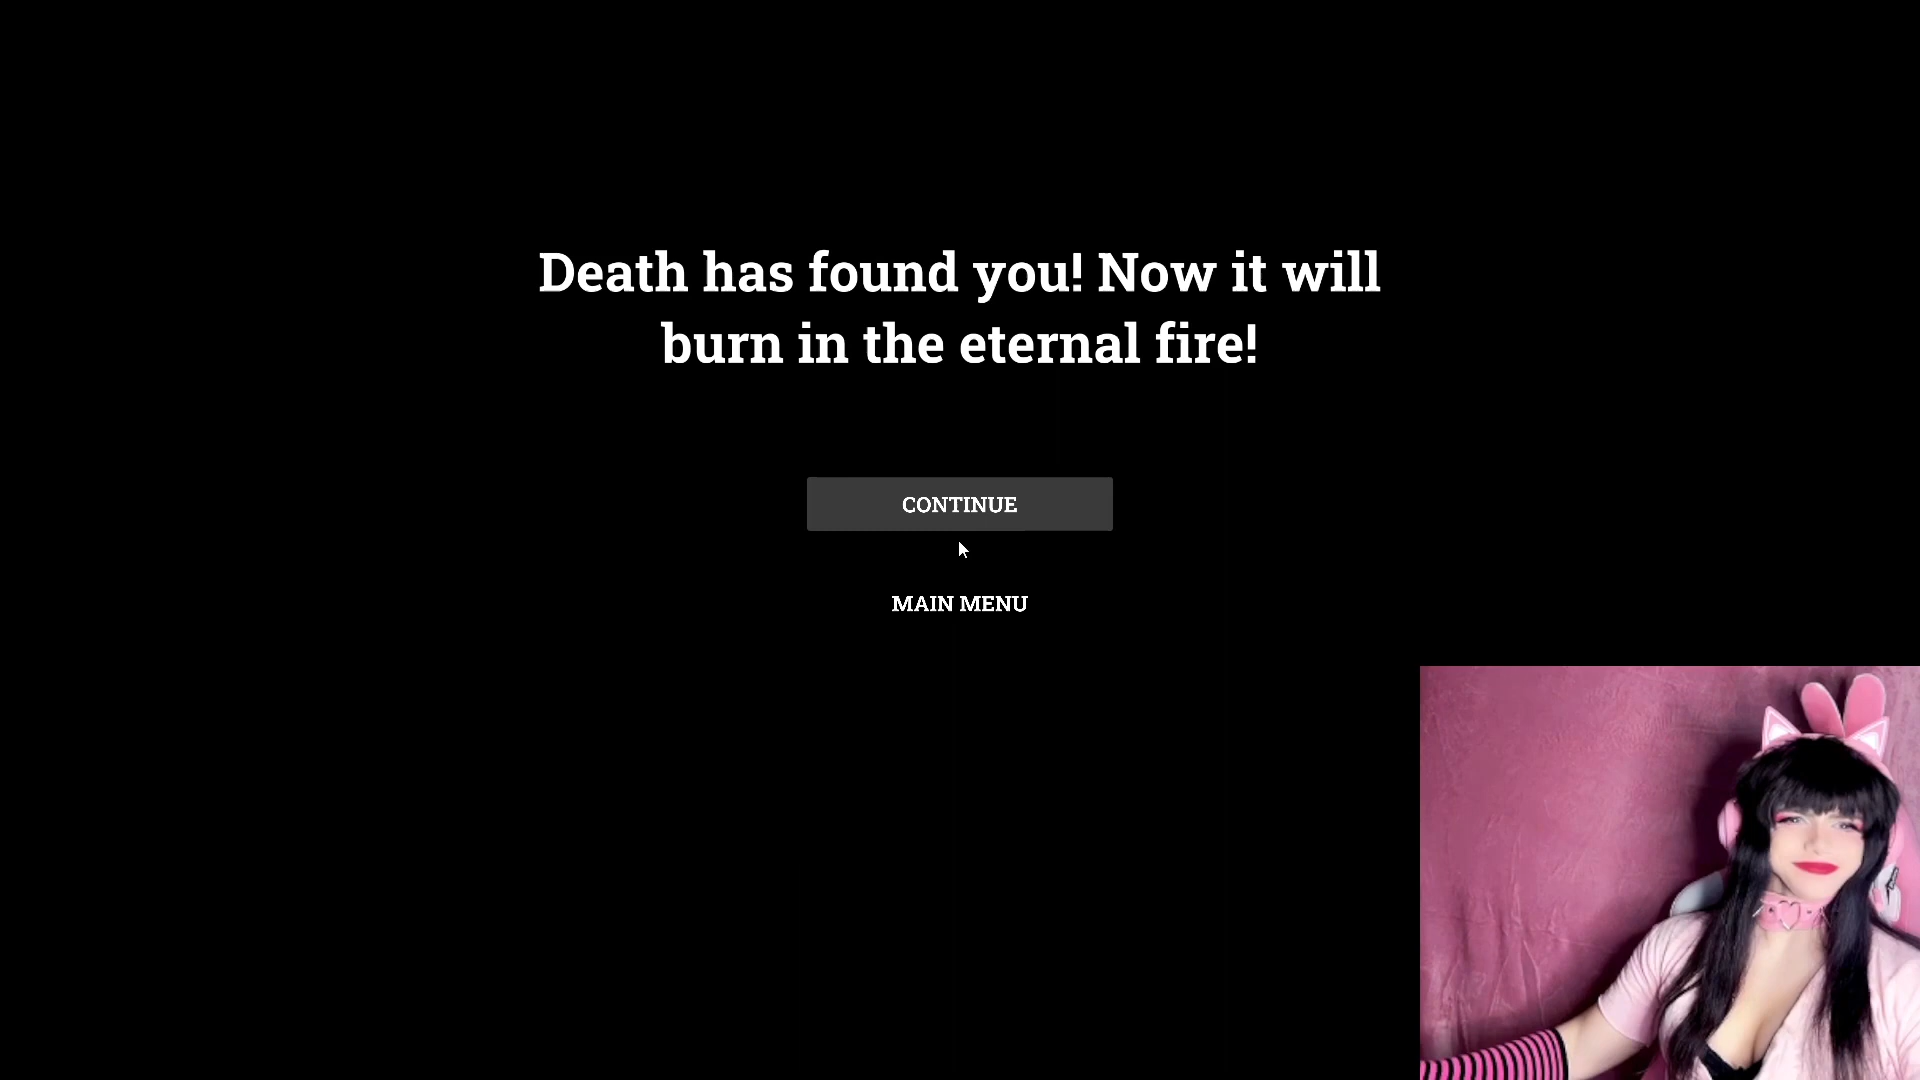 Death has found you! Now it will
burn in the eternal fire!
CONTINUE
MAIN MENU